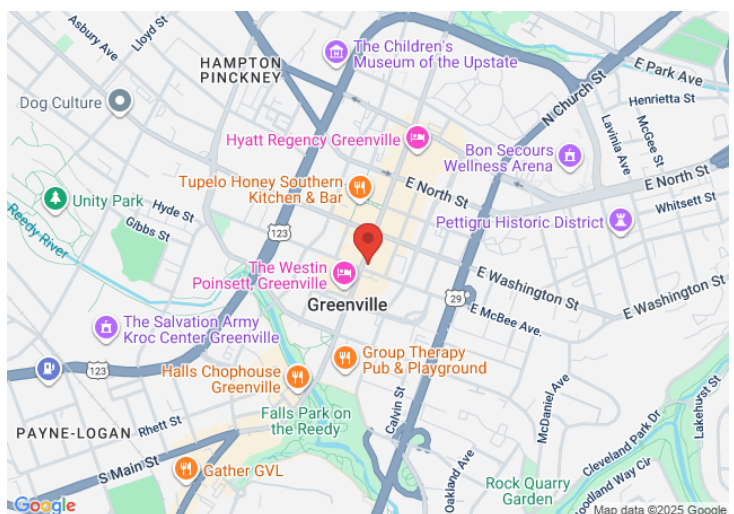 Asbury Ave
Lloyd St
HAMPTON
PINCKNEY
The Children's
Museum of the Upstate
E Park Ave
N Church St
Henrietta St
Dog Culture
Lavinia Ave
McGee St
Hyatt Regency Greenville
Bon Secours
Wellness Arena
E North St
E North St
Tupelo Honey Southern
Kitchen & Bar
Unity Park
Hyde St
Whitsett St
Gibbs St
Pettigru Historic District
Reedy River
123
The Westin
Poinsett, Greenville
E Washington St
Greenville
29
E McBee Ave.
E Washington St
The Salvation Army
Kroc Center Greenville
Group Therapy
Pub & Playground
123
Halls Chophouse
Greenville
Calvin St
McDaniel Ave
Lakehurst St
Falls Park on
the Reedy
Rhett St
PAYNE-LOGAN
S Main St
Gather GVL
Oakland Ave
Cleveland Park Dr
Rock Quarry
Garden
oodland Way Cir
Google
Map data ©2025 Google